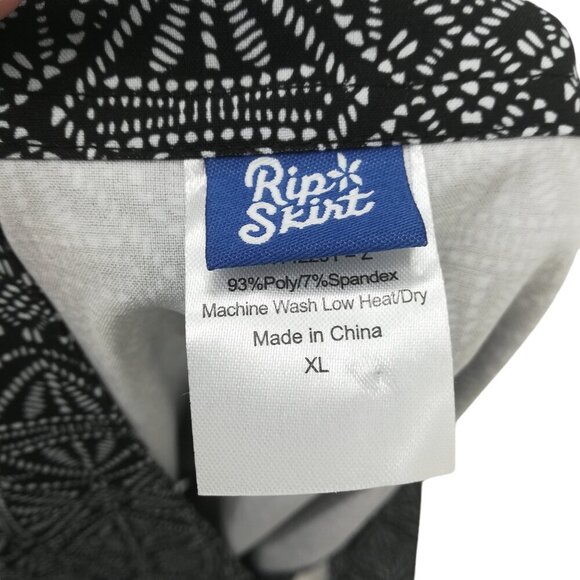 Rip
Skirt
93%Poly/7%Spandex
Machine Wash Low Heat/Dry
Made in China
XL